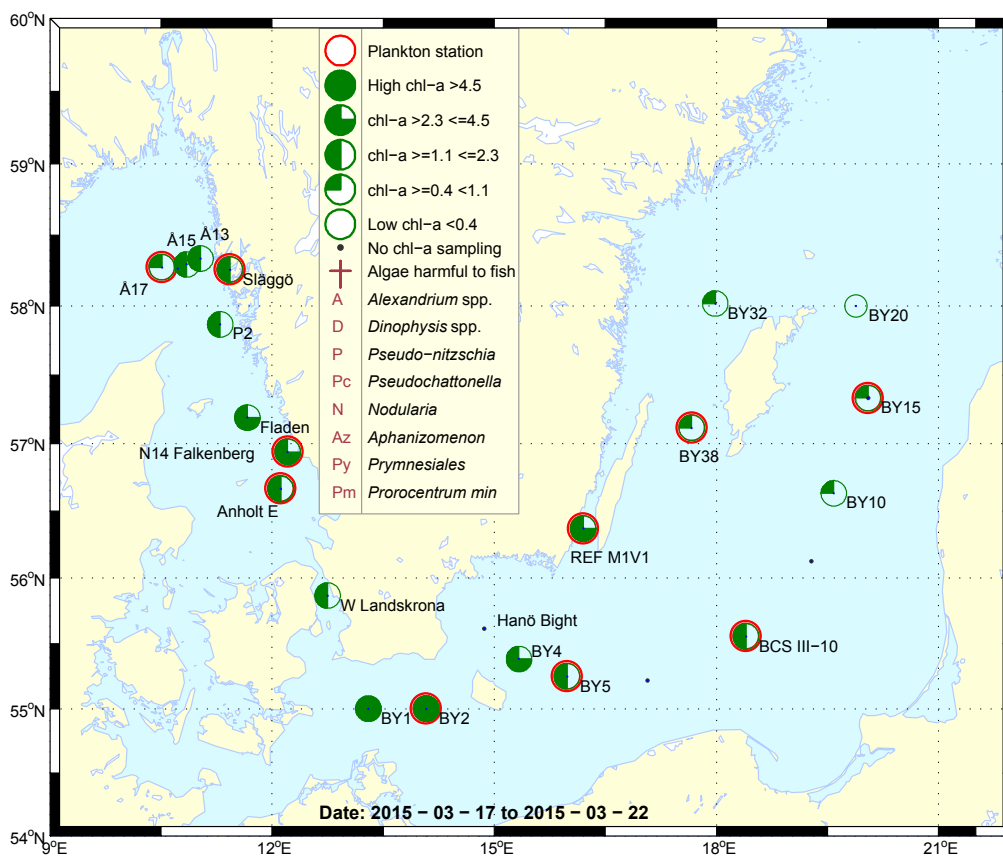 60°N
59°N
58°N
57°N
56°N
55°N
54°N
9°E
12°E
15°E
18°E
21°E
Plankton station
High chl−a >4.5
chl−a >2.3 <=4.5
chl−a >=1.1 <=2.3
chl−a >=0.4 <1.1
Low chl−a <0.4
No chl−a sampling
Algae harmful to fish
A Alexandrium spp.
D Dinophysis spp.
P Pseudo−nitzschia
Pc Pseudochattonella
N Nodularia
Az Aphanizomenon
Py Prymnesiales
Pm Prorocentrum min
Å13
Å15
Å17
Släggö
P2
Fladen
N14 Falkenberg
Anholt E
W Landskrona
Hanö Bight
BY4
BY5
BY1
BY2
REF M1V1
BCS III−10
BY32
BY20
BY15
BY38
BY10
Date: 2015 − 03 − 17 to 2015 − 03 − 22